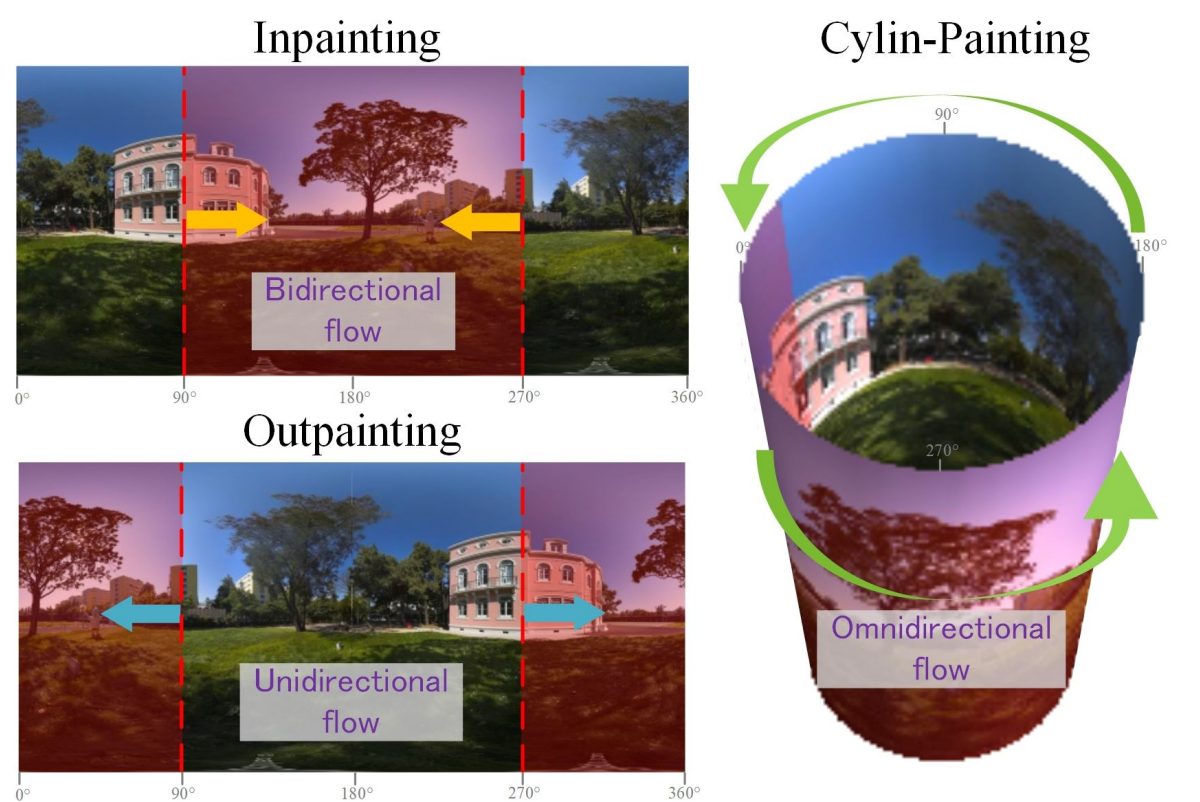 Inpainting
Bidirectional
flow
0°
90°
180°
270°
360°
Outpainting
Unidirectional
flow
0°
90°
180°
270°
360°
Cylin-Painting
90°
0°
180°
270°
Omnidirectional
flow